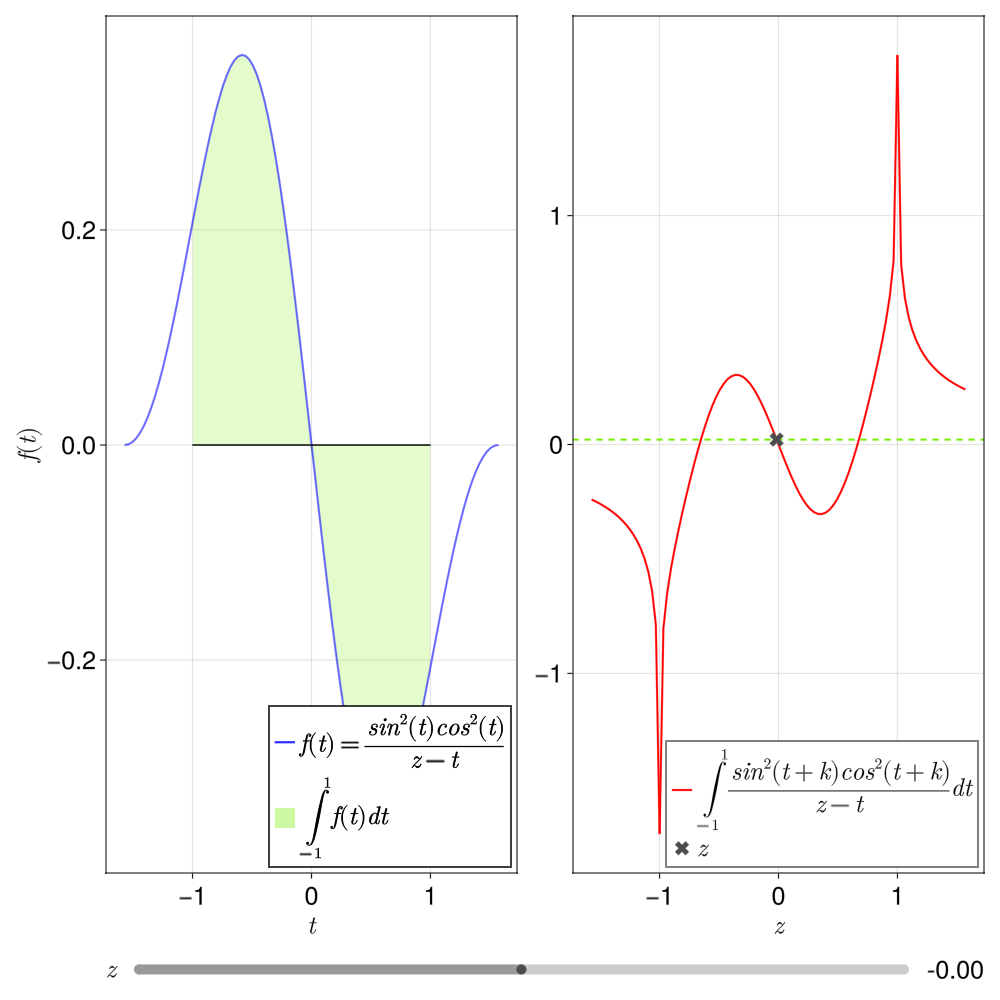 0.2
0.0
−0.2
f(t)
−1 0 1
t
f(t) = sin²(t)cos²(t) / z − t
∫₋₁¹ f(t)dt
1
0
−1
−1 0 1
z
∫₋₁¹ sin²(t + k)cos²(t + k) / z − t dt
z
z
-0.00